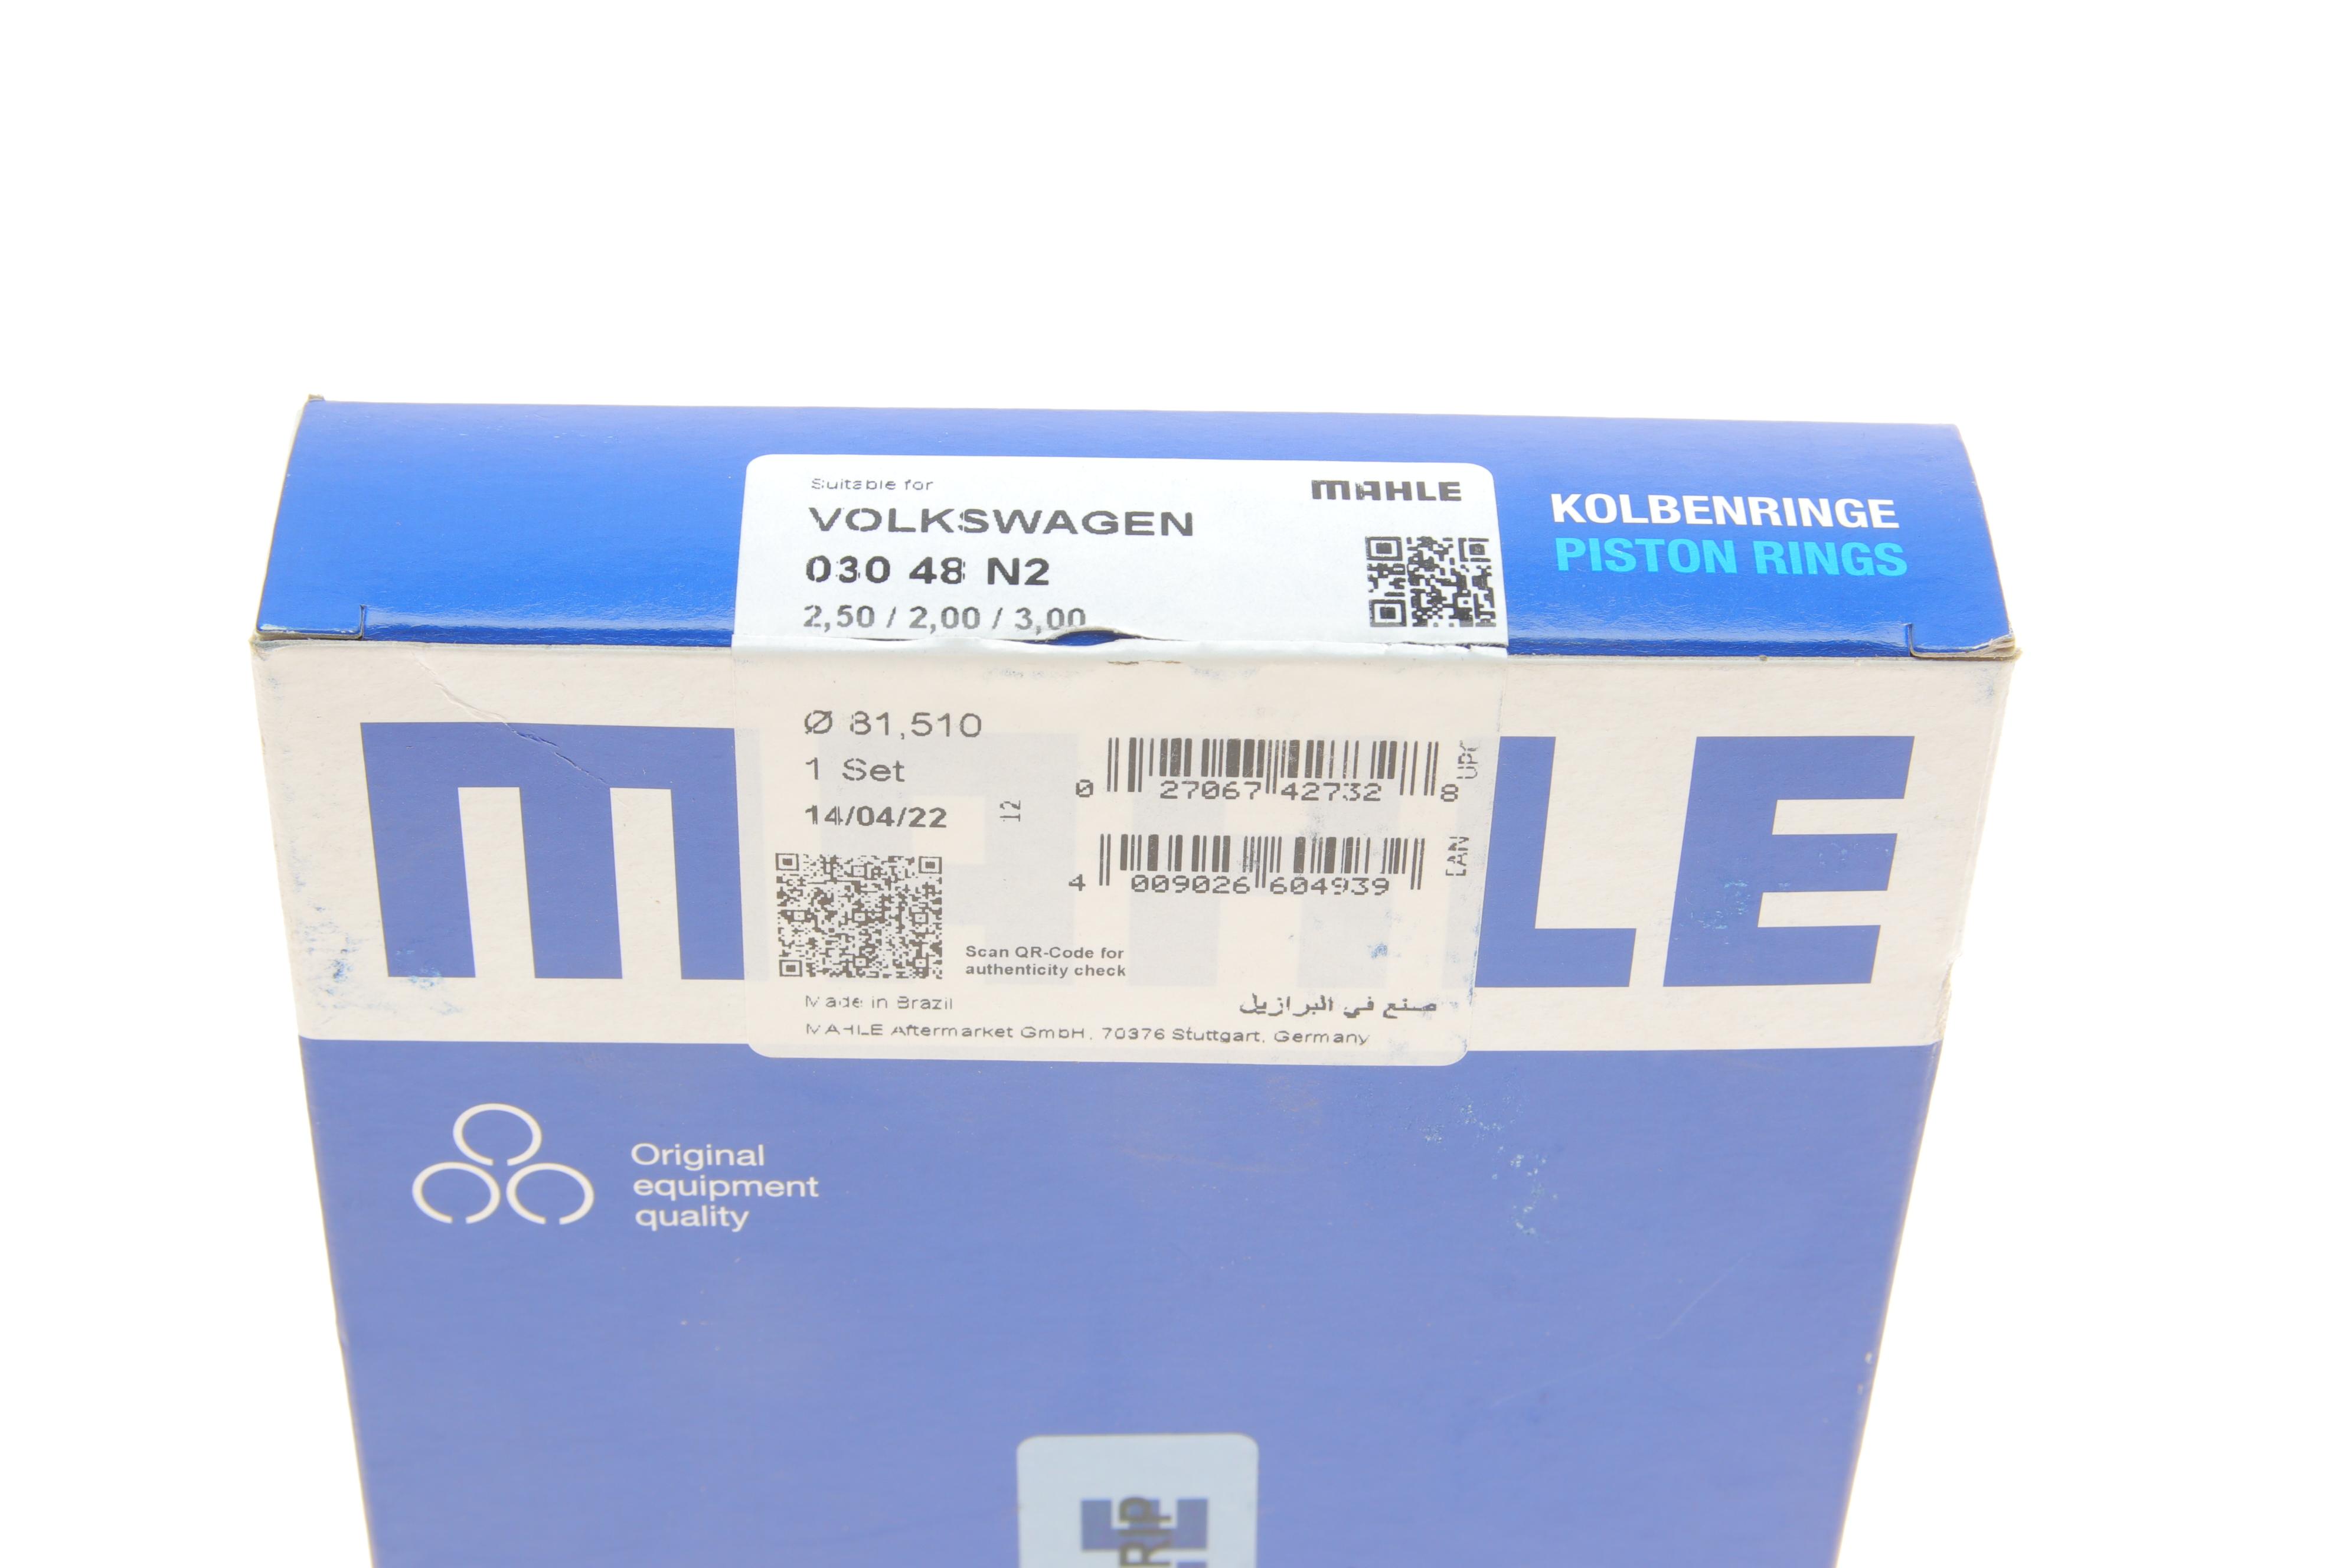 Suitable for
MAHLE
VOLKSWAGEN
030 48 N2
2,50 / 2,00 / 3,00
KOLBENRINGE
PISTON RINGS
Ø 81,510
1 Set
14/04/22
12
0 27067 42732 8
UPC
4 009026 604939
EAN
Scan QR-Code for
authenticity check
Made in Brazil
صنع في البرازيل
MAHLE Aftermarket GmbH, 70376 Stuttgart, Germany
MAHLE
Original
equipment
quality